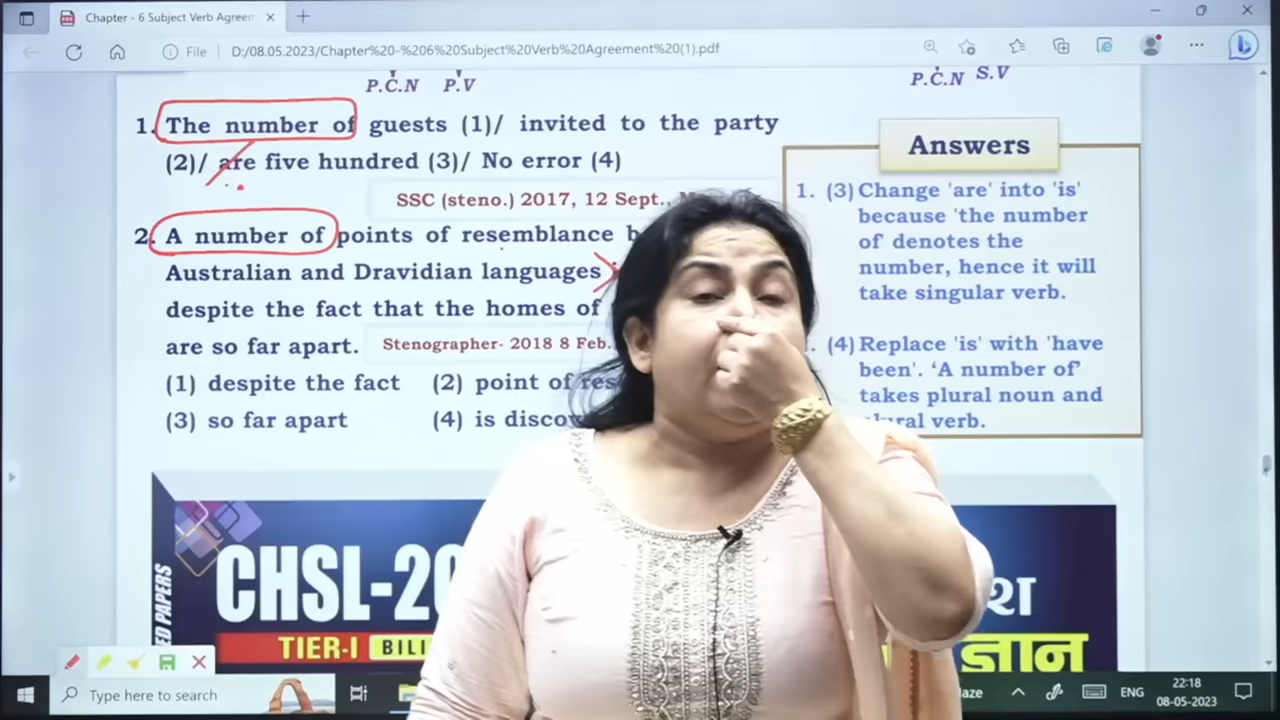 Chapter - 6 Subject Verb Agreem
File
D:/08.05.2023/Chapter%20-%206%20Subject%20Verb%20Agreement%20(1).pdf
P.C.N P.V
P.C.N S.V
1. The number of guests (1)/ invited to the party
(2)/ are five hundred (3)/ No error (4)
SSC (steno.) 2017, 12 Sept.,
2. A number of points of resemblance
Australian and Dravidian languages
despite the fact that the homes of
are so far apart.
Stenographer- 2018 8 Feb.
(1) despite the fact (2) point of
(3) so far apart (4) is
Answers
1. (3) Change 'are' into 'is'
because 'the number
of denotes the
number, hence it will
take singular verb.
(4) Replace 'is' with 'have
been'. ‘A number of’
takes plural noun and
verb.
ED PAPERS
CHSL-20
TIER-I BILI
ज्ञान
Type here to search
ENG
22:18
08-05-2023